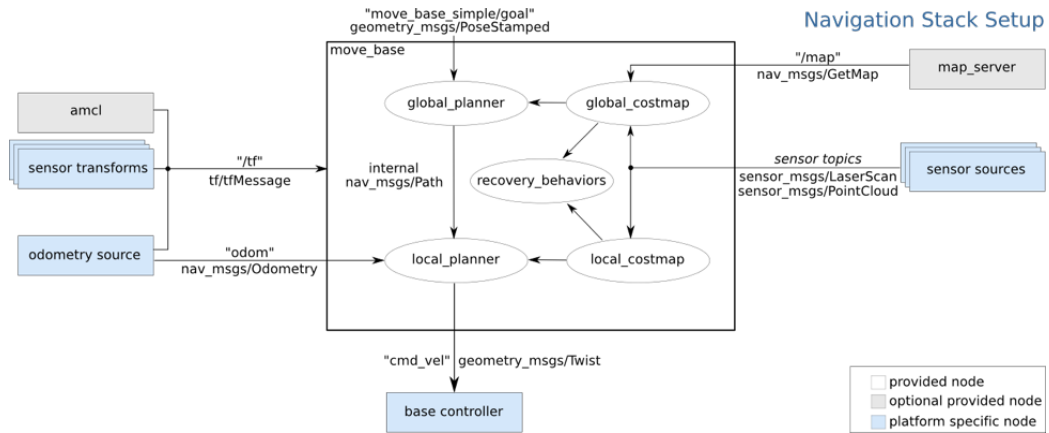 Navigation Stack Setup
"move_base_simple/goal"
geometry_msgs/PoseStamped
move_base
"/map"
nav_msgs/GetMap
map_server
amcl
global_planner
global_costmap
sensor transforms
"/tf"
tf/tfMessage
internal
nav_msgs/Path
recovery_behaviors
sensor topics
sensor_msgs/LaserScan
sensor_msgs/PointCloud
sensor sources
odometry source
"odom"
nav_msgs/Odometry
local_planner
local_costmap
"cmd_vel"
geometry_msgs/Twist
base controller
provided node
optional provided node
platform specific node